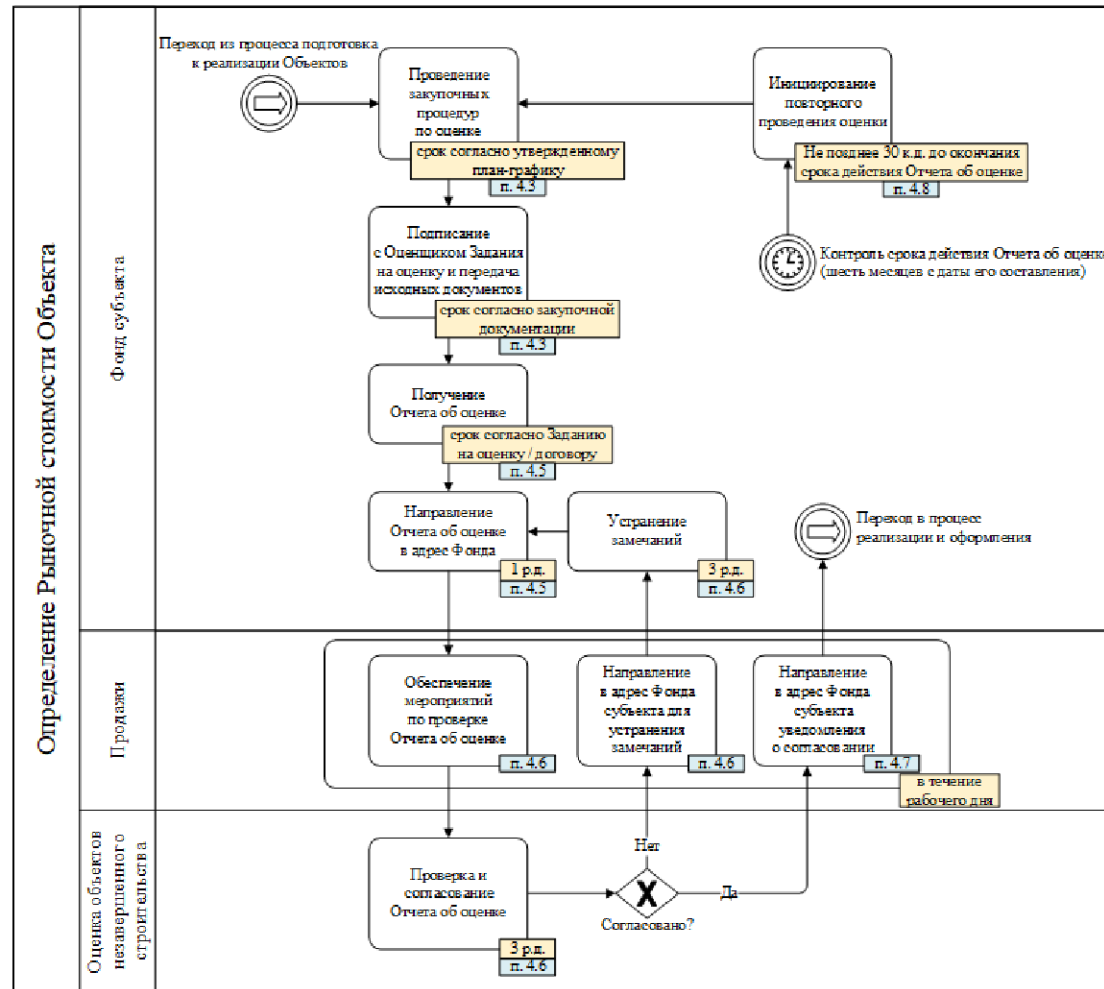 Определение Рыночной стоимости Объекта
Фонд субъекта
Переход из процесса подготовка
к реализации Объектов
Проведение
закупочных
процедур
по оценке
срок согласно утвержденному
план-графику
п. 4.3
Инициирование
повторного
проведения оценки
Не позднее 30 к.д. до окончания
срока действия Отчета об оценке
п. 4.8
Контроль срока действия Отчета об оценке
(шесть месяцев с даты его составления)
Подписание
с Оценщиком Задания
на оценку и передача
исходных документов
срок согласно закупочной
документации
п. 4.3
Получение
Отчета об оценке
срок согласно Заданию
на оценку / договору
п. 4.5
Направление
Отчета об оценке
в адрес Фонда
1 р.д.
п. 4.5
Устранение
замечаний
3 р.д.
п. 4.6
Переход в процесс
реализации и оформления
Продажи
Обеспечение
мероприятий
по проверке
Отчета об оценке
п. 4.6
Направление
в адрес Фонда
субъекта для
устранения
замечаний
п. 4.6
Направление
в адрес Фонда
субъекта
уведомления
о согласовании
п. 4.7
в течение
рабочего дня
Оценка объектов
незавершенного
строительства
Проверка и
согласование
Отчета об оценке
3 р.д.
п. 4.6
Нет
Да
Согласовано?